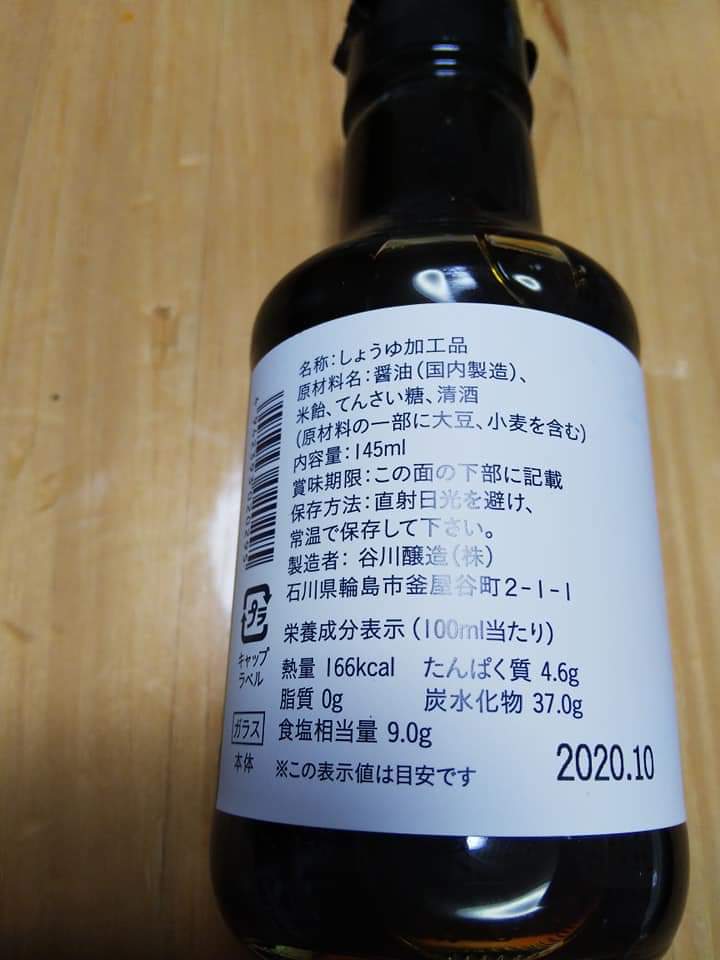 名称：しょうゆ加工品
原材料名：醤油（国内製造）、
米飴、てんさい糖、清酒
（原材料の一部に大豆、小麦を含む）
内容量：145ml
賞味期限：この面の下部に記載
保存方法：直射日光を避け、
常温で保存して下さい。
製造者： 谷川醸造（株）
石川県輪島市釜屋谷町2-1-1
栄養成分表示（100ml当たり）
熱量 166kcal たんぱく質 4.6g
脂質 0g 炭水化物 37.0g
食塩相当量 9.0g
※この表示値は目安です
2020.10
プラ
キャップ
ラベル
ガラス
本体